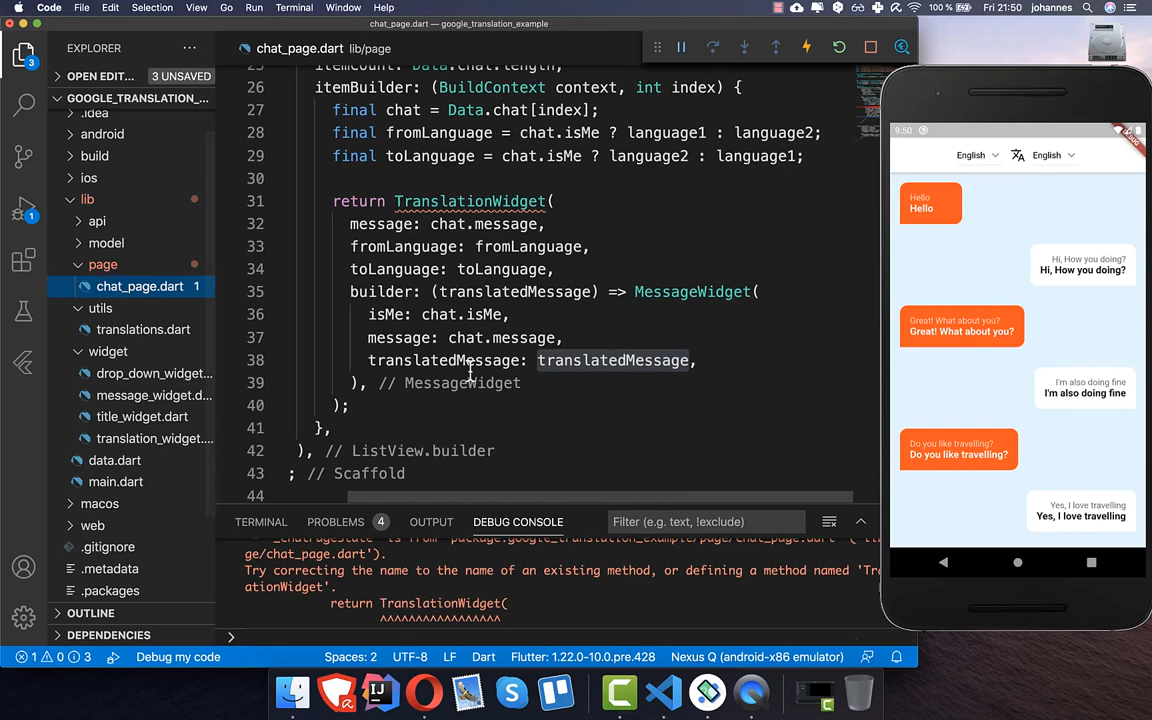 Code File Edit Selection View Go Run Terminal Window Help 100 % Fri 21:50 johannes
chat_page.dart — google_translation_example
EXPLORER
chat_page.dart lib/page
OPEN EDIT... 3 UNSAVED
GOOGLE_TRANSLATION_...
.idea
android
build
ios
lib
api
model
page
chat_page.dart 1
utils
translations.dart
widget
drop_down_widget...
message_widget.d...
title_widget.dart
translation_widget....
data.dart
main.dart
macos
web
.gitignore
.metadata
.packages
OUTLINE
DEPENDENCIES
3
1
25 itemCount: Data.chat.length,
26 itemBuilder: (BuildContext context, int index) {
27 final chat = Data.chat[index];
28 final fromLanguage = chat.isMe ? language1 : language2;
29 final toLanguage = chat.isMe ? language2 : language1;
30
31 return TranslationWidget(
32 message: chat.message,
33 fromLanguage: fromLanguage,
34 toLanguage: toLanguage,
35 builder: (translatedMessage) => MessageWidget(
36 isMe: chat.isMe,
37 message: chat.message,
38 translatedMessage: translatedMessage,
39 ), // MessageWidget
40 );
41 },
42 ), // ListView.builder
43 ; // Scaffold
44
TERMINAL PROBLEMS 4 OUTPUT DEBUG CONSOLE Filter (e.g. text, !exclude)
ge/chat_page.dart').
Try correcting the name to the name of an existing method, or defining a method named 'Tr
ationWidget'.
return TranslationWidget(
^^^^^^^^^^^^^^^^^
1 0 3 Debug my code Spaces: 2 UTF-8 LF Dart Flutter: 1.22.0-10.0.pre.428 Nexus Q (android-x86 emulator)
9:50
DEBUG
English English
Hello
Hello
Hi, How you doing?
Hi, How you doing?
Great! What about you?
Great! What about you?
I'm also doing fine
I'm also doing fine
Do you like travelling?
Do you like travelling?
Yes, I love travelling
Yes, I love travelling